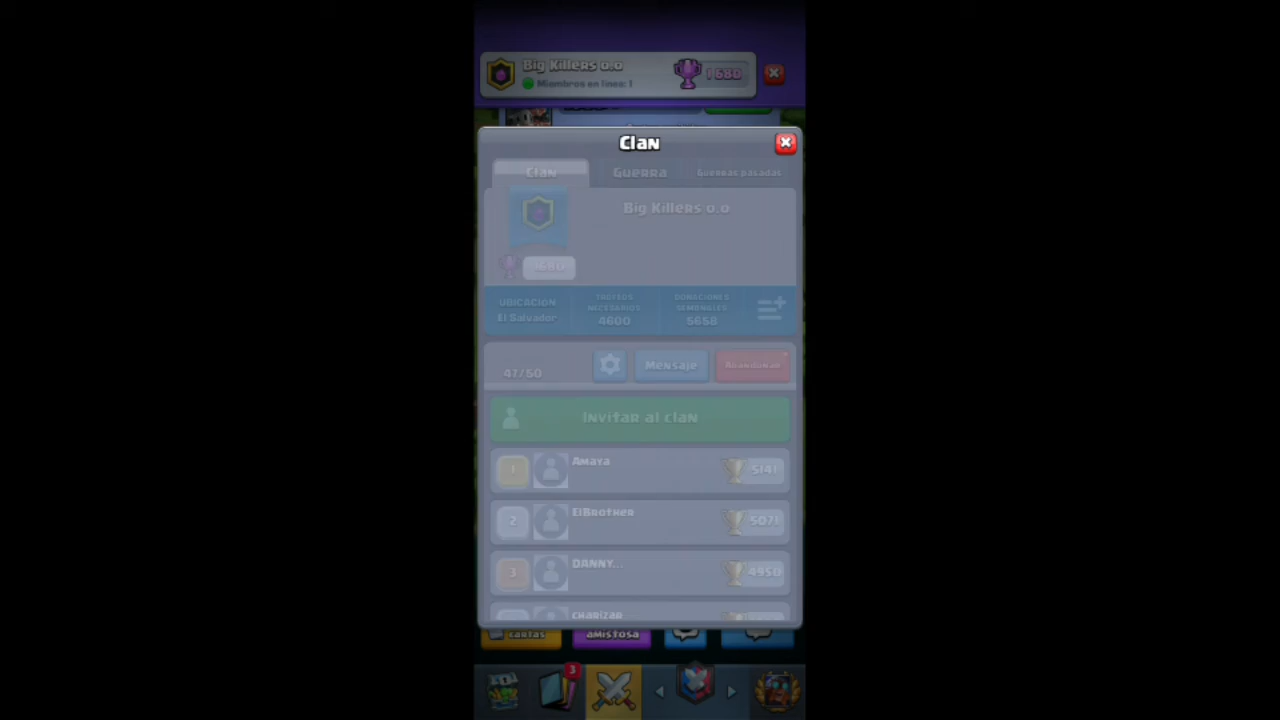 Big Killers o.o
1680
Miembros en línea: 1
Clan
Clan
Guerra
Guerras pasadas
Big Killers o.o
1680
UBICACIÓN
El Salvador
TROFEOS
NECESARIOS
4600
DONACIONES
SEMANALES
5658
47/50
Mensaje
Abandonar
Invitar al clan
1
Amaya
5141
2
ElBrother
5071
3
DANNY...
4950
CHARIZAR
CARTAS
AMISTOSA
3